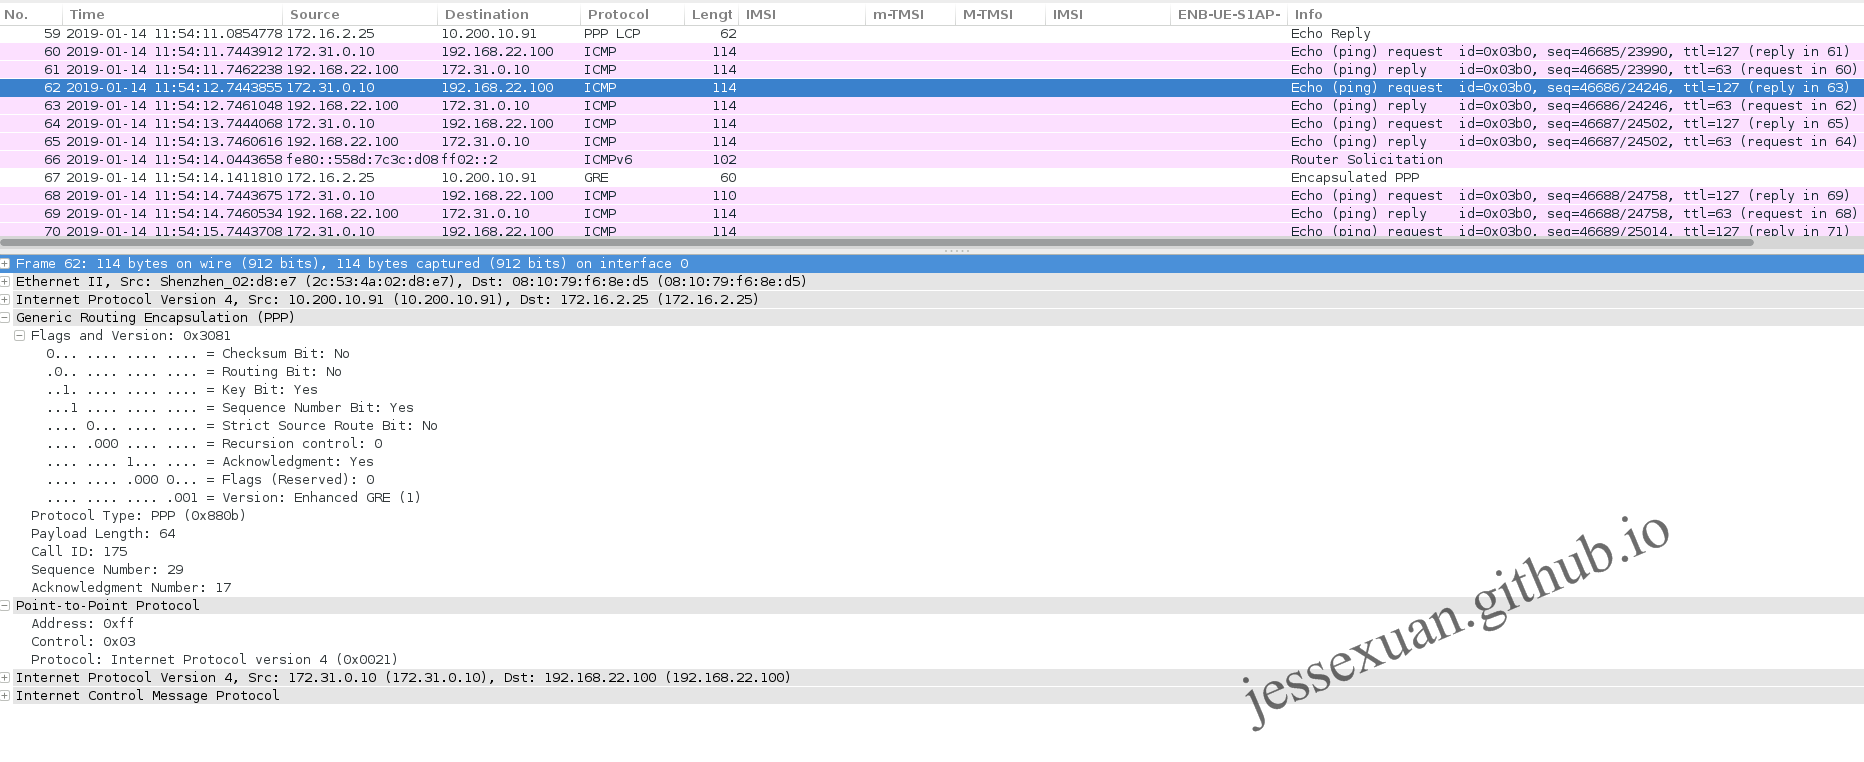 No. Time Source Destination Protocol Lengt IMSI m-TMSI M-TMSI IMSI ENB-UE-S1AP- Info
59 2019-01-14 11:54:11.0854778 172.16.2.25 10.200.10.91 PPP LCP 62 Echo Reply
60 2019-01-14 11:54:11.7443912 172.31.0.10 192.168.22.100 ICMP 114 Echo (ping) request id=0x03b0, seq=46685/23990, ttl=127 (reply in 61)
61 2019-01-14 11:54:11.7462238 192.168.22.100 172.31.0.10 ICMP 114 Echo (ping) reply id=0x03b0, seq=46685/23990, ttl=63 (request in 60)
62 2019-01-14 11:54:12.7443855 172.31.0.10 192.168.22.100 ICMP 114 Echo (ping) request id=0x03b0, seq=46686/24246, ttl=127 (reply in 63)
63 2019-01-14 11:54:12.7461048 192.168.22.100 172.31.0.10 ICMP 114 Echo (ping) reply id=0x03b0, seq=46686/24246, ttl=63 (request in 62)
64 2019-01-14 11:54:13.7444068 172.31.0.10 192.168.22.100 ICMP 114 Echo (ping) request id=0x03b0, seq=46687/24502, ttl=127 (reply in 65)
65 2019-01-14 11:54:13.7460616 192.168.22.100 172.31.0.10 ICMP 114 Echo (ping) reply id=0x03b0, seq=46687/24502, ttl=63 (request in 64)
66 2019-01-14 11:54:14.0443658 fe80::558d:7c3c:d08 ff02::2 ICMPv6 102 Router Solicitation
67 2019-01-14 11:54:14.1411810 172.16.2.25 10.200.10.91 GRE 60 Encapsulated PPP
68 2019-01-14 11:54:14.7443675 172.31.0.10 192.168.22.100 ICMP 110 Echo (ping) request id=0x03b0, seq=46688/24758, ttl=127 (reply in 69)
69 2019-01-14 11:54:14.7460534 192.168.22.100 172.31.0.10 ICMP 114 Echo (ping) reply id=0x03b0, seq=46688/24758, ttl=63 (request in 68)
70 2019-01-14 11:54:15.7443708 172.31.0.10 192.168.22.100 ICMP 114 Echo (ping) request id=0x03b0, seq=46689/25014, ttl=127 (reply in 71)
Frame 62: 114 bytes on wire (912 bits), 114 bytes captured (912 bits) on interface 0
Ethernet II, Src: Shenzhen_02:d8:e7 (2c:53:4a:02:d8:e7), Dst: 08:10:79:f6:8e:d5 (08:10:79:f6:8e:d5)
Internet Protocol Version 4, Src: 10.200.10.91 (10.200.10.91), Dst: 172.16.2.25 (172.16.2.25)
Generic Routing Encapsulation (PPP)
Flags and Version: 0x3081
0... .... .... .... = Checksum Bit: No
.0.. .... .... .... = Routing Bit: No
..1. .... .... .... = Key Bit: Yes
...1 .... .... .... = Sequence Number Bit: Yes
.... 0... .... .... = Strict Source Route Bit: No
.... .000 .... .... = Recursion control: 0
.... .... 1... .... = Acknowledgment: Yes
.... .... .000 0... = Flags (Reserved): 0
.... .... .... .001 = Version: Enhanced GRE (1)
Protocol Type: PPP (0x880b)
Payload Length: 64
Call ID: 175
Sequence Number: 29
Acknowledgment Number: 17
Point-to-Point Protocol
Address: 0xff
Control: 0x03
Protocol: Internet Protocol version 4 (0x0021)
Internet Protocol Version 4, Src: 172.31.0.10 (172.31.0.10), Dst: 192.168.22.100 (192.168.22.100)
Internet Control Message Protocol
jessexuan.github.io